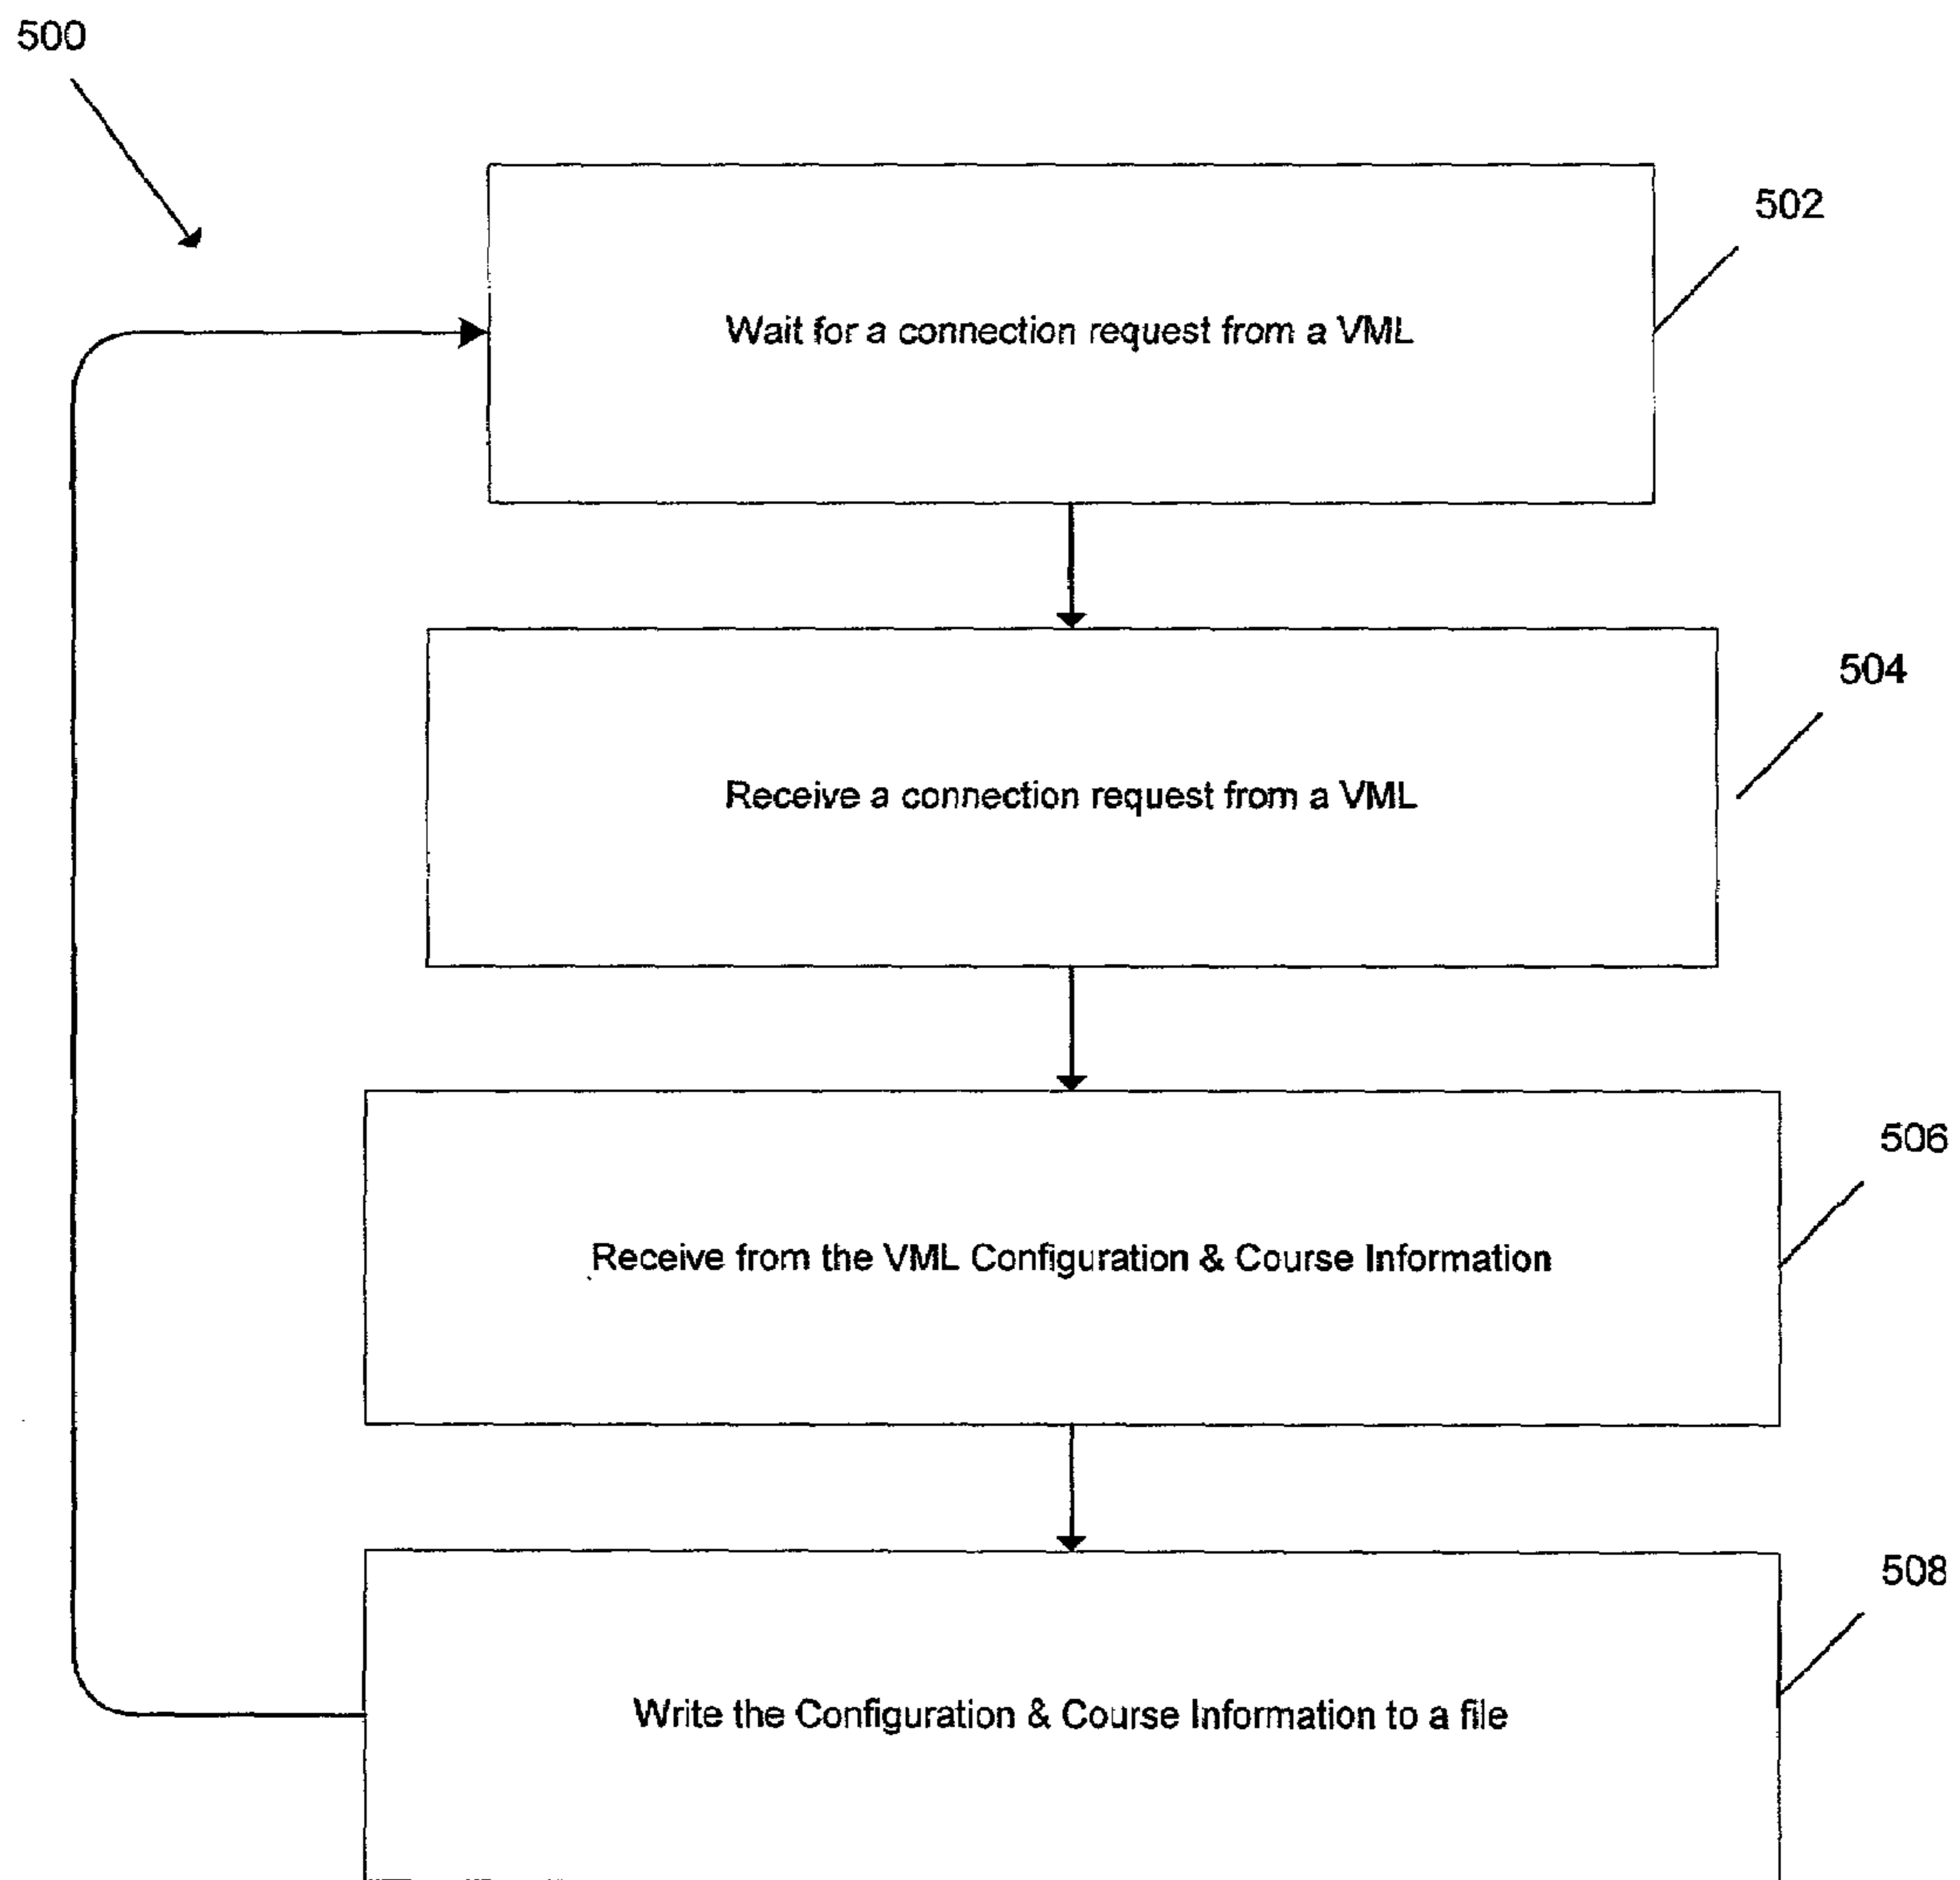 500
502
Wait for a connection request from a VML
504
Receive a connection request from a VML
506
Receive from the VML Configuration & Course Information
508
Write the Configuration & Course Information to a file